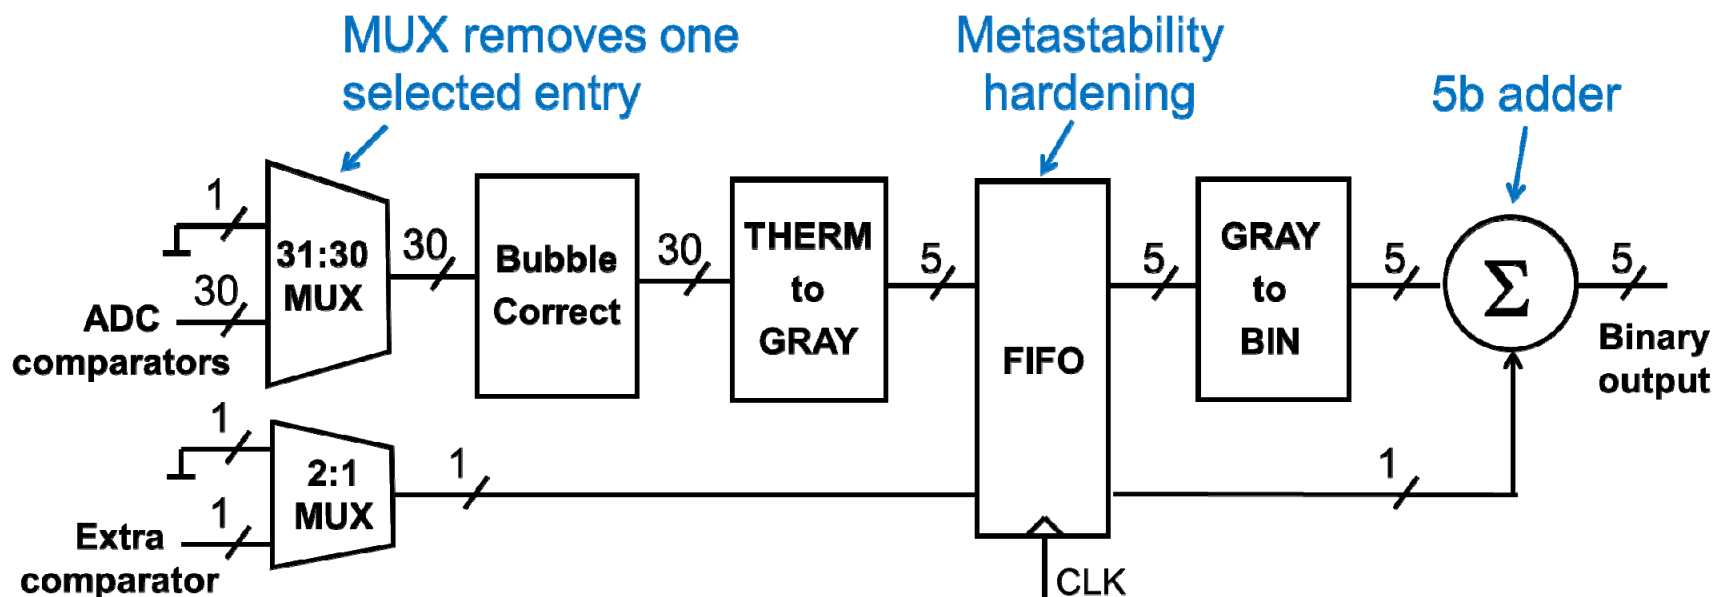 MUX removes one
selected entry
Metastability
hardening
5b adder
1
31:30
MUX
30
ADC
comparators
30
Bubble
Correct
30
THERM
to
GRAY
5
FIFO
5
GRAY
to
BIN
5
Σ
5
Binary
output
1
2:1
MUX
1
Extra
comparator
1
1
CLK